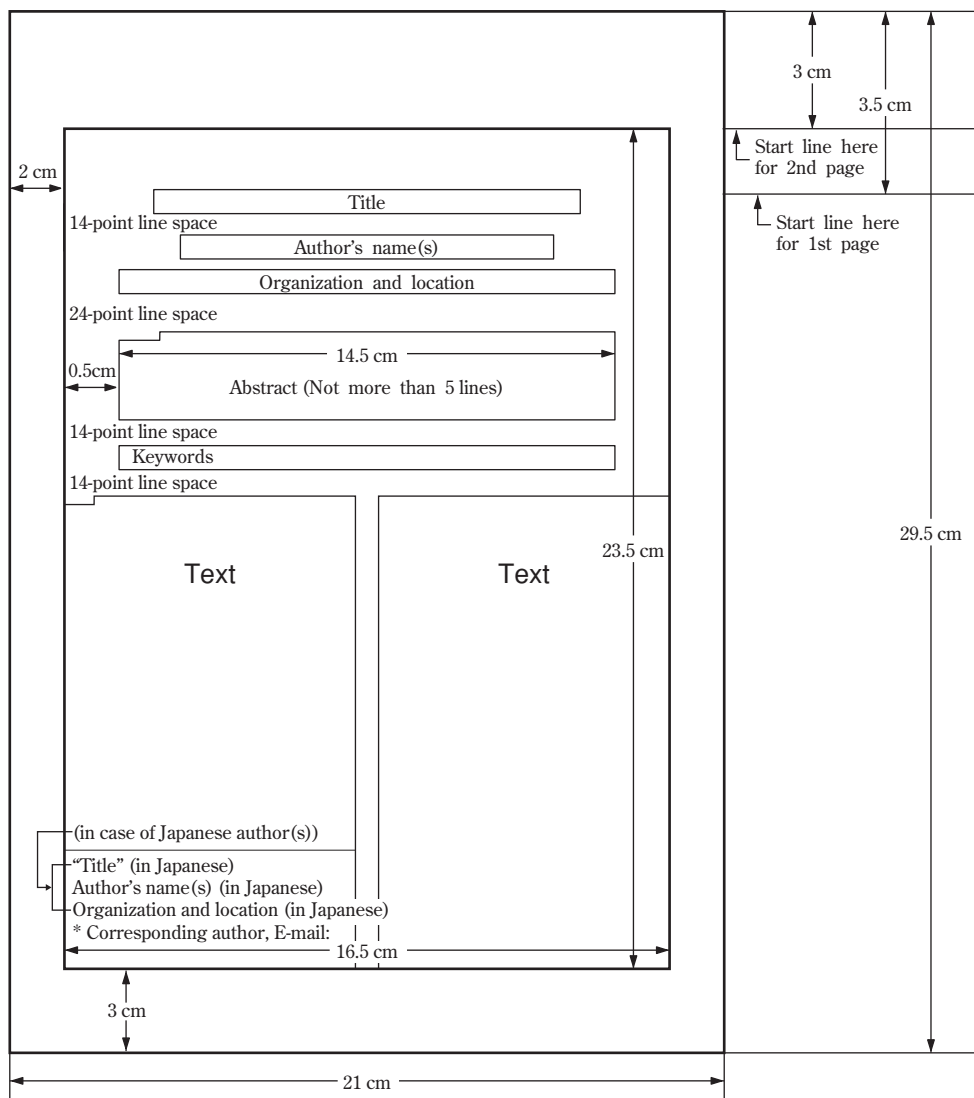 3 cm
3.5 cm
Start line here
for 2nd page
2 cm
Title
14-point line space
Start line here
for 1st page
Author's name(s)
Organization and location
24-point line space
14.5 cm
0.5cm
Abstract (Not more than 5 lines)
14-point line space
Keywords
14-point line space
23.5 cm
29.5 cm
Text
Text
(in case of Japanese author(s))
“Title” (in Japanese)
Author's name(s) (in Japanese)
Organization and location (in Japanese)
* Corresponding author, E-mail:
16.5 cm
3 cm
21 cm